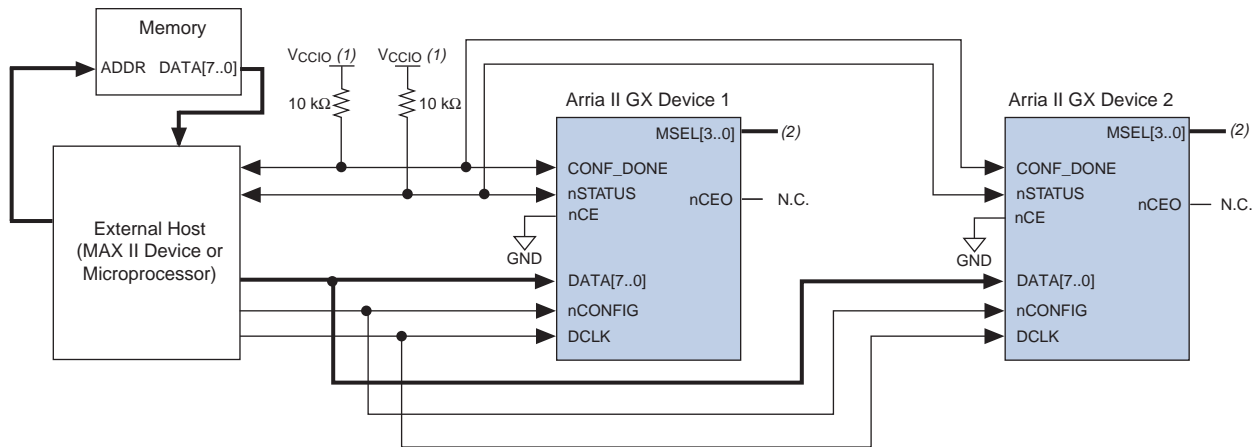 Memory
ADDR DATA[7..0]
VCCIO (1)
VCCIO (1)
10 kΩ
10 kΩ
Arria II GX Device 1
Arria II GX Device 2
MSEL[3..0]
(2)
MSEL[3..0]
(2)
CONF_DONE
nSTATUS
nCE
nCEO
N.C.
GND
DATA[7..0]
nCONFIG
DCLK
CONF_DONE
nSTATUS
nCE
nCEO
N.C.
GND
DATA[7..0]
nCONFIG
DCLK
External Host
(MAX II Device or
Microprocessor)